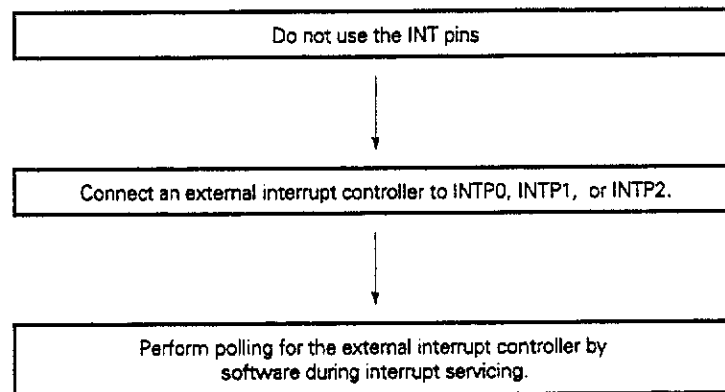 Do not use the INT pins
Connect an external interrupt controller to INTP0, INTP1, or INTP2.
Perform polling for the external interrupt controller by
software during interrupt servicing.